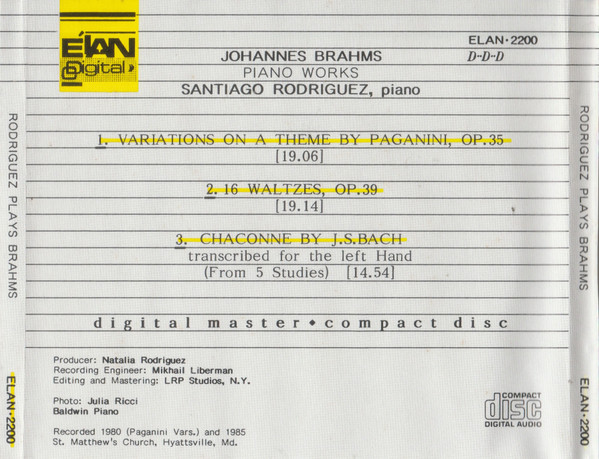 ÉLAN
Digital
ELAN·2200
JOHANNES BRAHMS
D-D-D
PIANO WORKS
SANTIAGO RODRIGUEZ, piano
1. VARIATIONS ON A THEME BY PAGANINI, OP.35
[19.06]
2. 16 WALTZES, OP.39
[19.14]
3. CHACONNE BY J.S.BACH
transcribed for the left Hand
(From 5 Studies) [14.54]
digital master • compact disc
Producer: Natalia Rodriguez
Recording Engineer: Mikhail Liberman
Editing and Mastering: LRP Studios, N.Y.
Photo: Julia Ricci
Baldwin Piano
Recorded 1980 (Paganini Vars.) and 1985
St. Matthew's Church, Hyattsville, Md.
COMPACT
disc
DIGITAL AUDIO
RODRIGUEZ PLAYS BRAHMS
ELAN·2200
RODRIGUEZ PLAYS BRAHMS
ELAN·2200